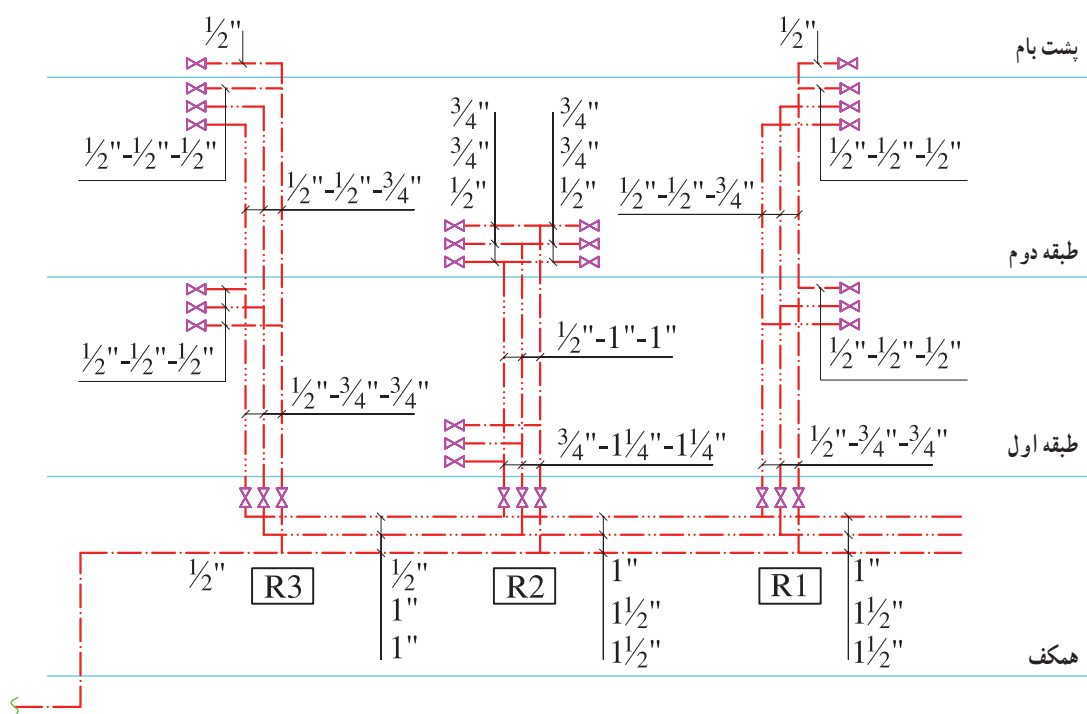 ½" ½"
پشت بام
¾" ¾"
½"-½"-½" ¾" ¾" ½"-½"-½"
½"-½"-¾" ½" ½" ½"-½"-¾"
طبقه دوم
½"-1"-1"
½"-½"-½" ½"-½"-½"
½"-¾"-¾"
¾"-1¼"-1¼" ½"-¾"-¾"
طبقه اول
½" R3 ½" R2 1" R1 1"
1" 1½" 1½"
1" 1½" 1½"
همکف